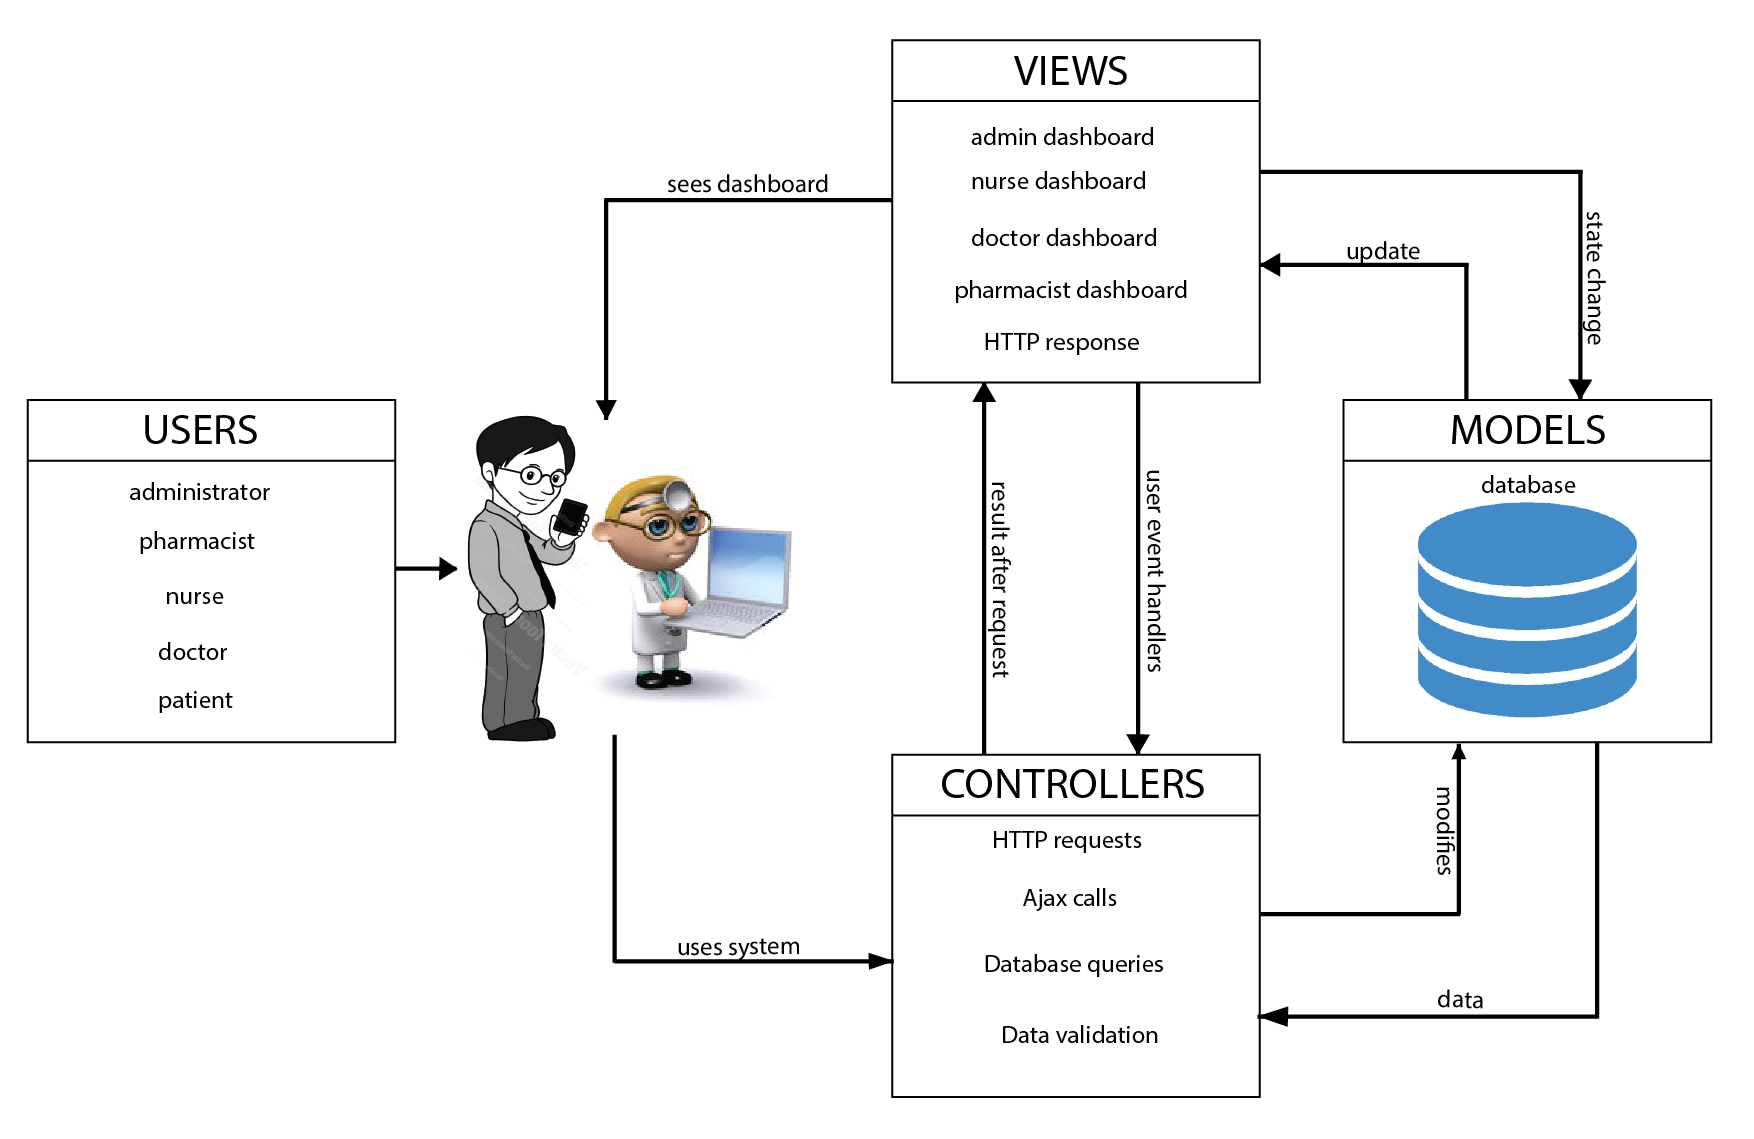 VIEWS
admin dashboard
nurse dashboard
doctor dashboard
pharmacist dashboard
HTTP response
sees dashboard
state change
update
USERS
administrator
pharmacist
nurse
doctor
patient
MODELS
database
result after request
user event handlers
CONTROLLERS
HTTP requests
Ajax calls
Database queries
Data validation
uses system
modifies
data